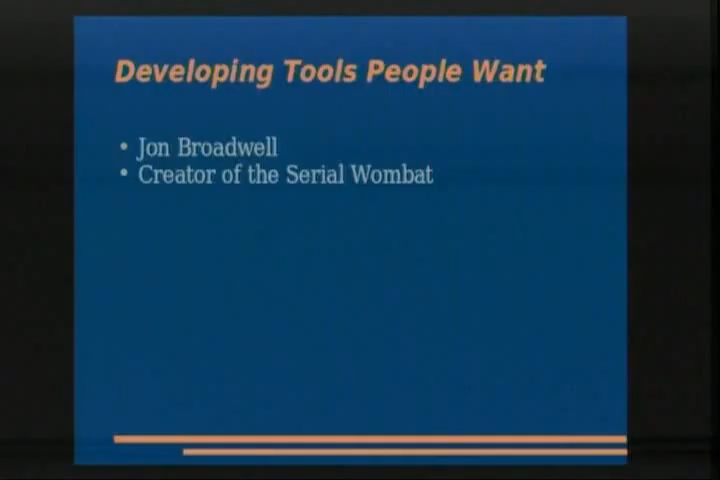 Developing Tools People Want
• Jon Broadwell
• Creator of the Serial Wombat